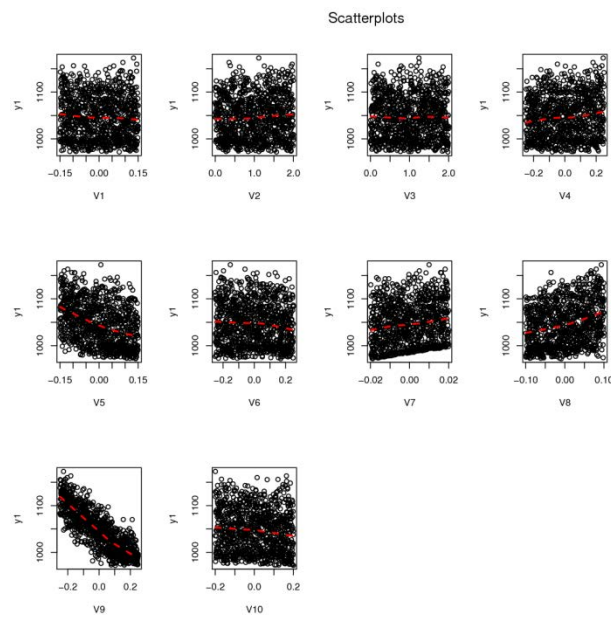 Scatterplots
y1
1000 1100
−0.15 0.00 0.15
V1
y1
1000 1100
0.0 1.0 2.0
V2
y1
1000 1100
0.0 1.0 2.0
V3
y1
1000 1100
−0.2 0.0 0.2
V4
y1
1000 1100
−0.15 0.00 0.15
V5
y1
1000 1100
−0.2 0.0 0.2
V6
y1
1000 1100
−0.02 0.00 0.02
V7
y1
1000 1100
−0.10 0.00 0.10
V8
y1
1000 1100
−0.2 0.0 0.2
V9
y1
1000 1100
−0.2 0.0 0.2
V10